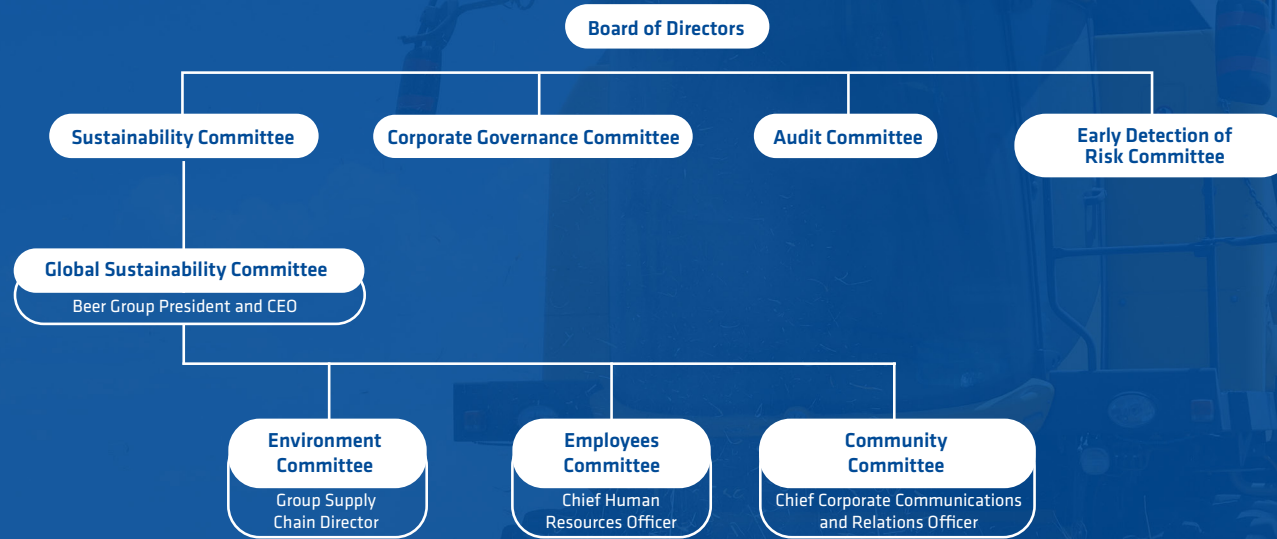 Board of Directors
Sustainability Committee
Corporate Governance Committee
Audit Committee
Early Detection of
Risk Committee
Global Sustainability Committee
Beer Group President and CEO
Environment
Committee
Group Supply
Chain Director
Employees
Committee
Chief Human
Resources Officer
Community
Committee
Chief Corporate Communications
and Relations Officer